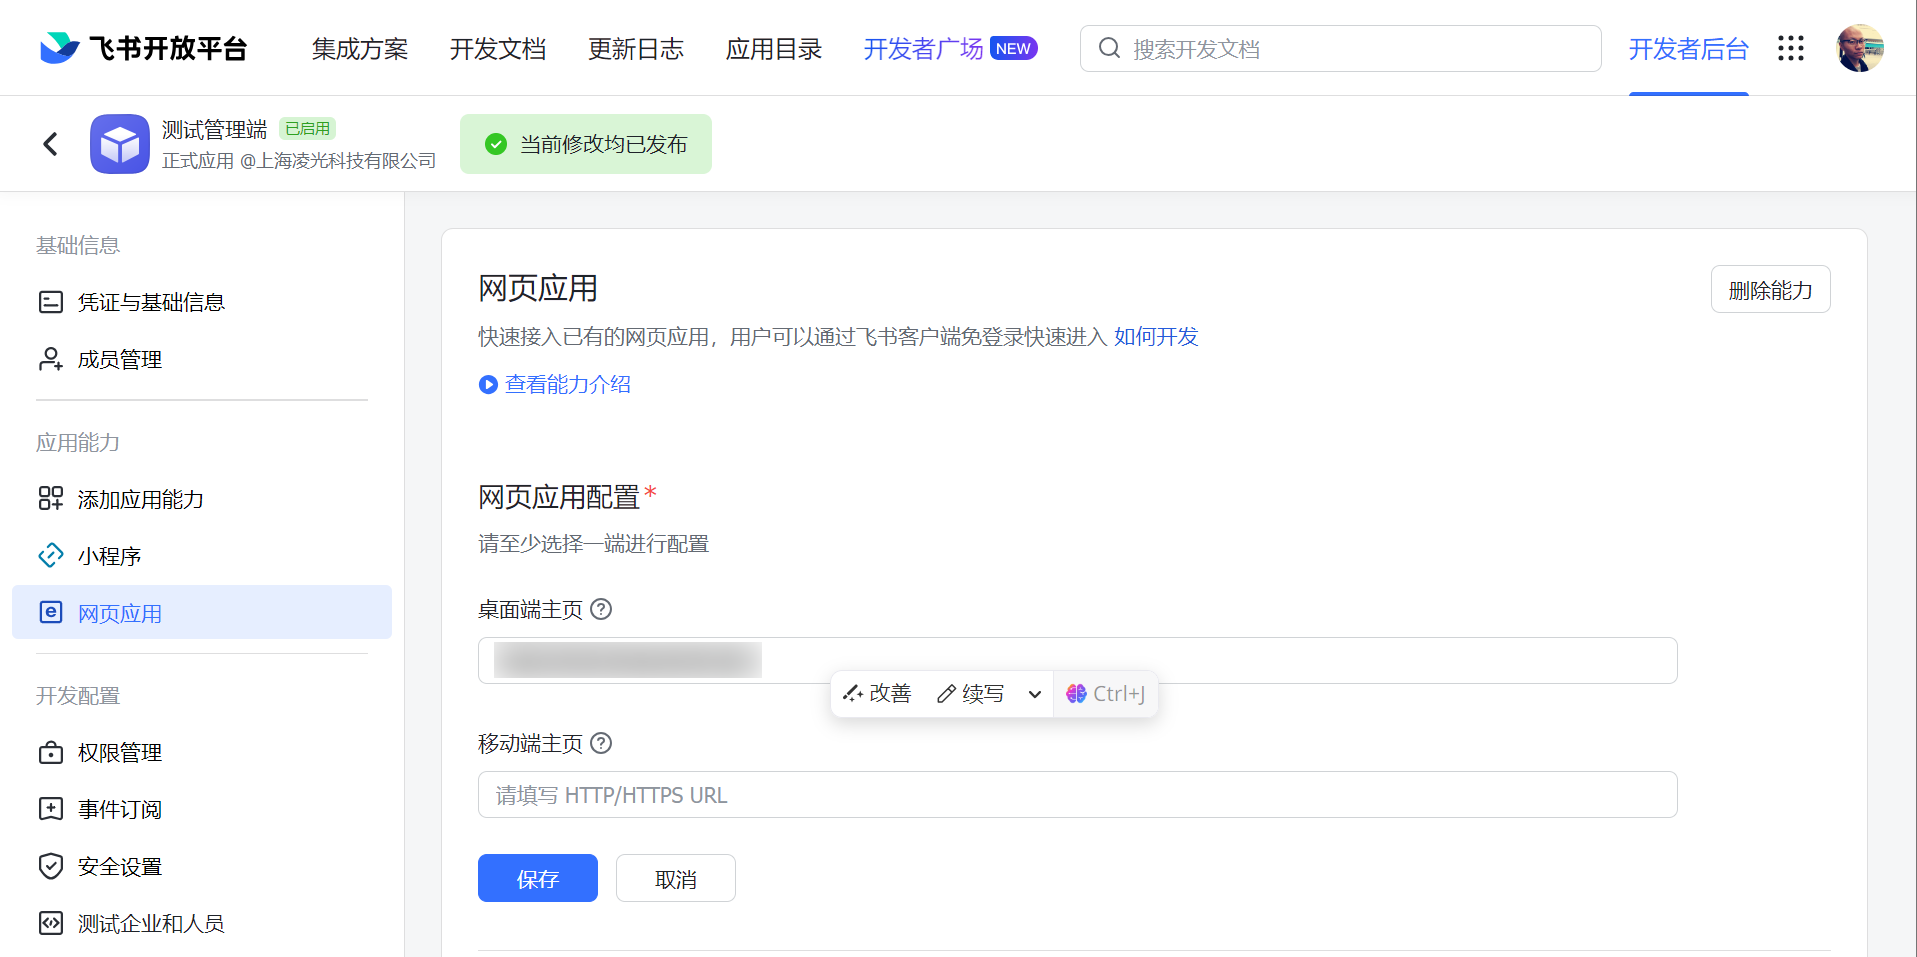 飞书开放平台
集成方案
开发文档
更新日志
应用目录
开发者广场 NEW
搜索开发文档
开发者后台
测试管理端 已启用
正式应用 @上海凌光科技有限公司
当前修改均已发布
基础信息
凭证与基础信息
成员管理
应用能力
添加应用能力
小程序
网页应用
开发配置
权限管理
事件订阅
安全设置
测试企业和人员
网页应用
删除能力
快速接入已有的网页应用，用户可以通过飞书客户端免登录快速进入 如何开发
查看能力介绍
网页应用配置*
请至少选择一端进行配置
桌面端主页
改善 续写 Ctrl+J
移动端主页
请填写 HTTP/HTTPS URL
保存 取消